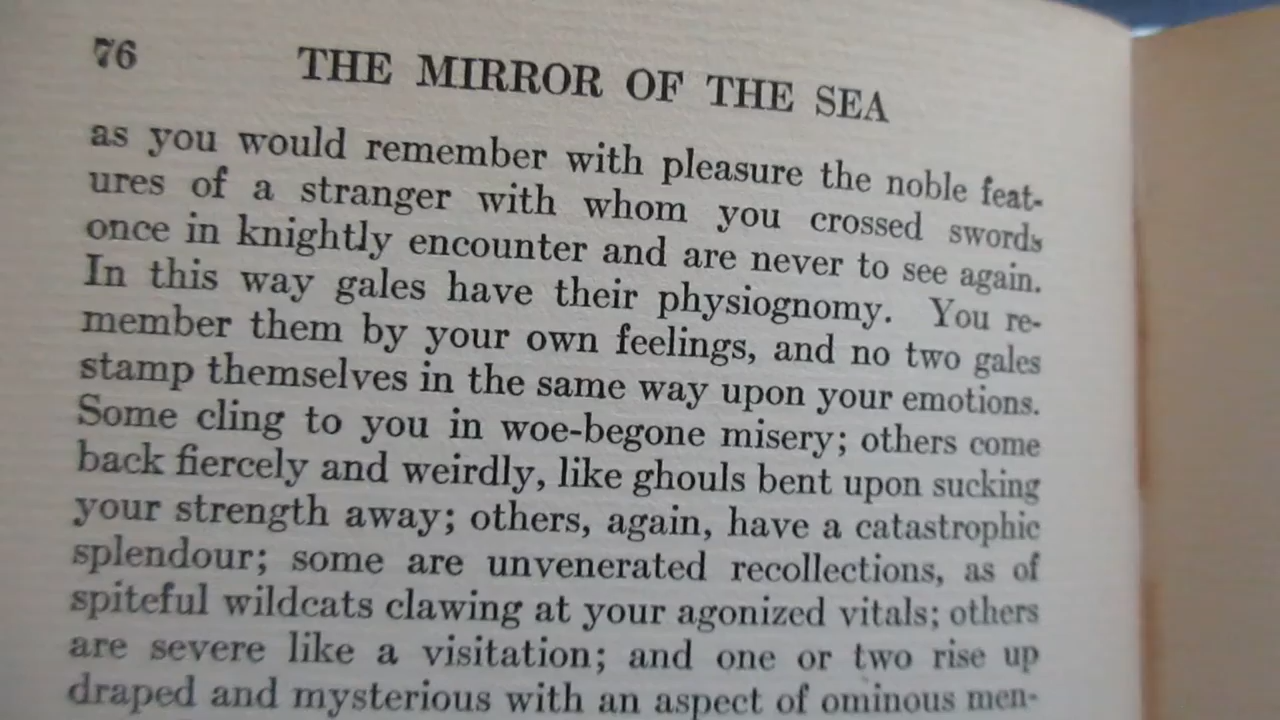 76 THE MIRROR OF THE SEA
as you would remember with pleasure the noble feat-
ures of a stranger with whom you crossed swords
once in knightly encounter and are never to see again.
In this way gales have their physiognomy. You re-
member them by your own feelings, and no two gales
stamp themselves in the same way upon your emotions.
Some cling to you in woe-begone misery; others come
back fiercely and weirdly, like ghouls bent upon sucking
your strength away; others, again, have a catastrophic
splendour; some are unvenerated recollections, as of
spiteful wildcats clawing at your agonized vitals; others
are severe like a visitation; and one or two rise up
draped and mysterious with an aspect of ominous men-